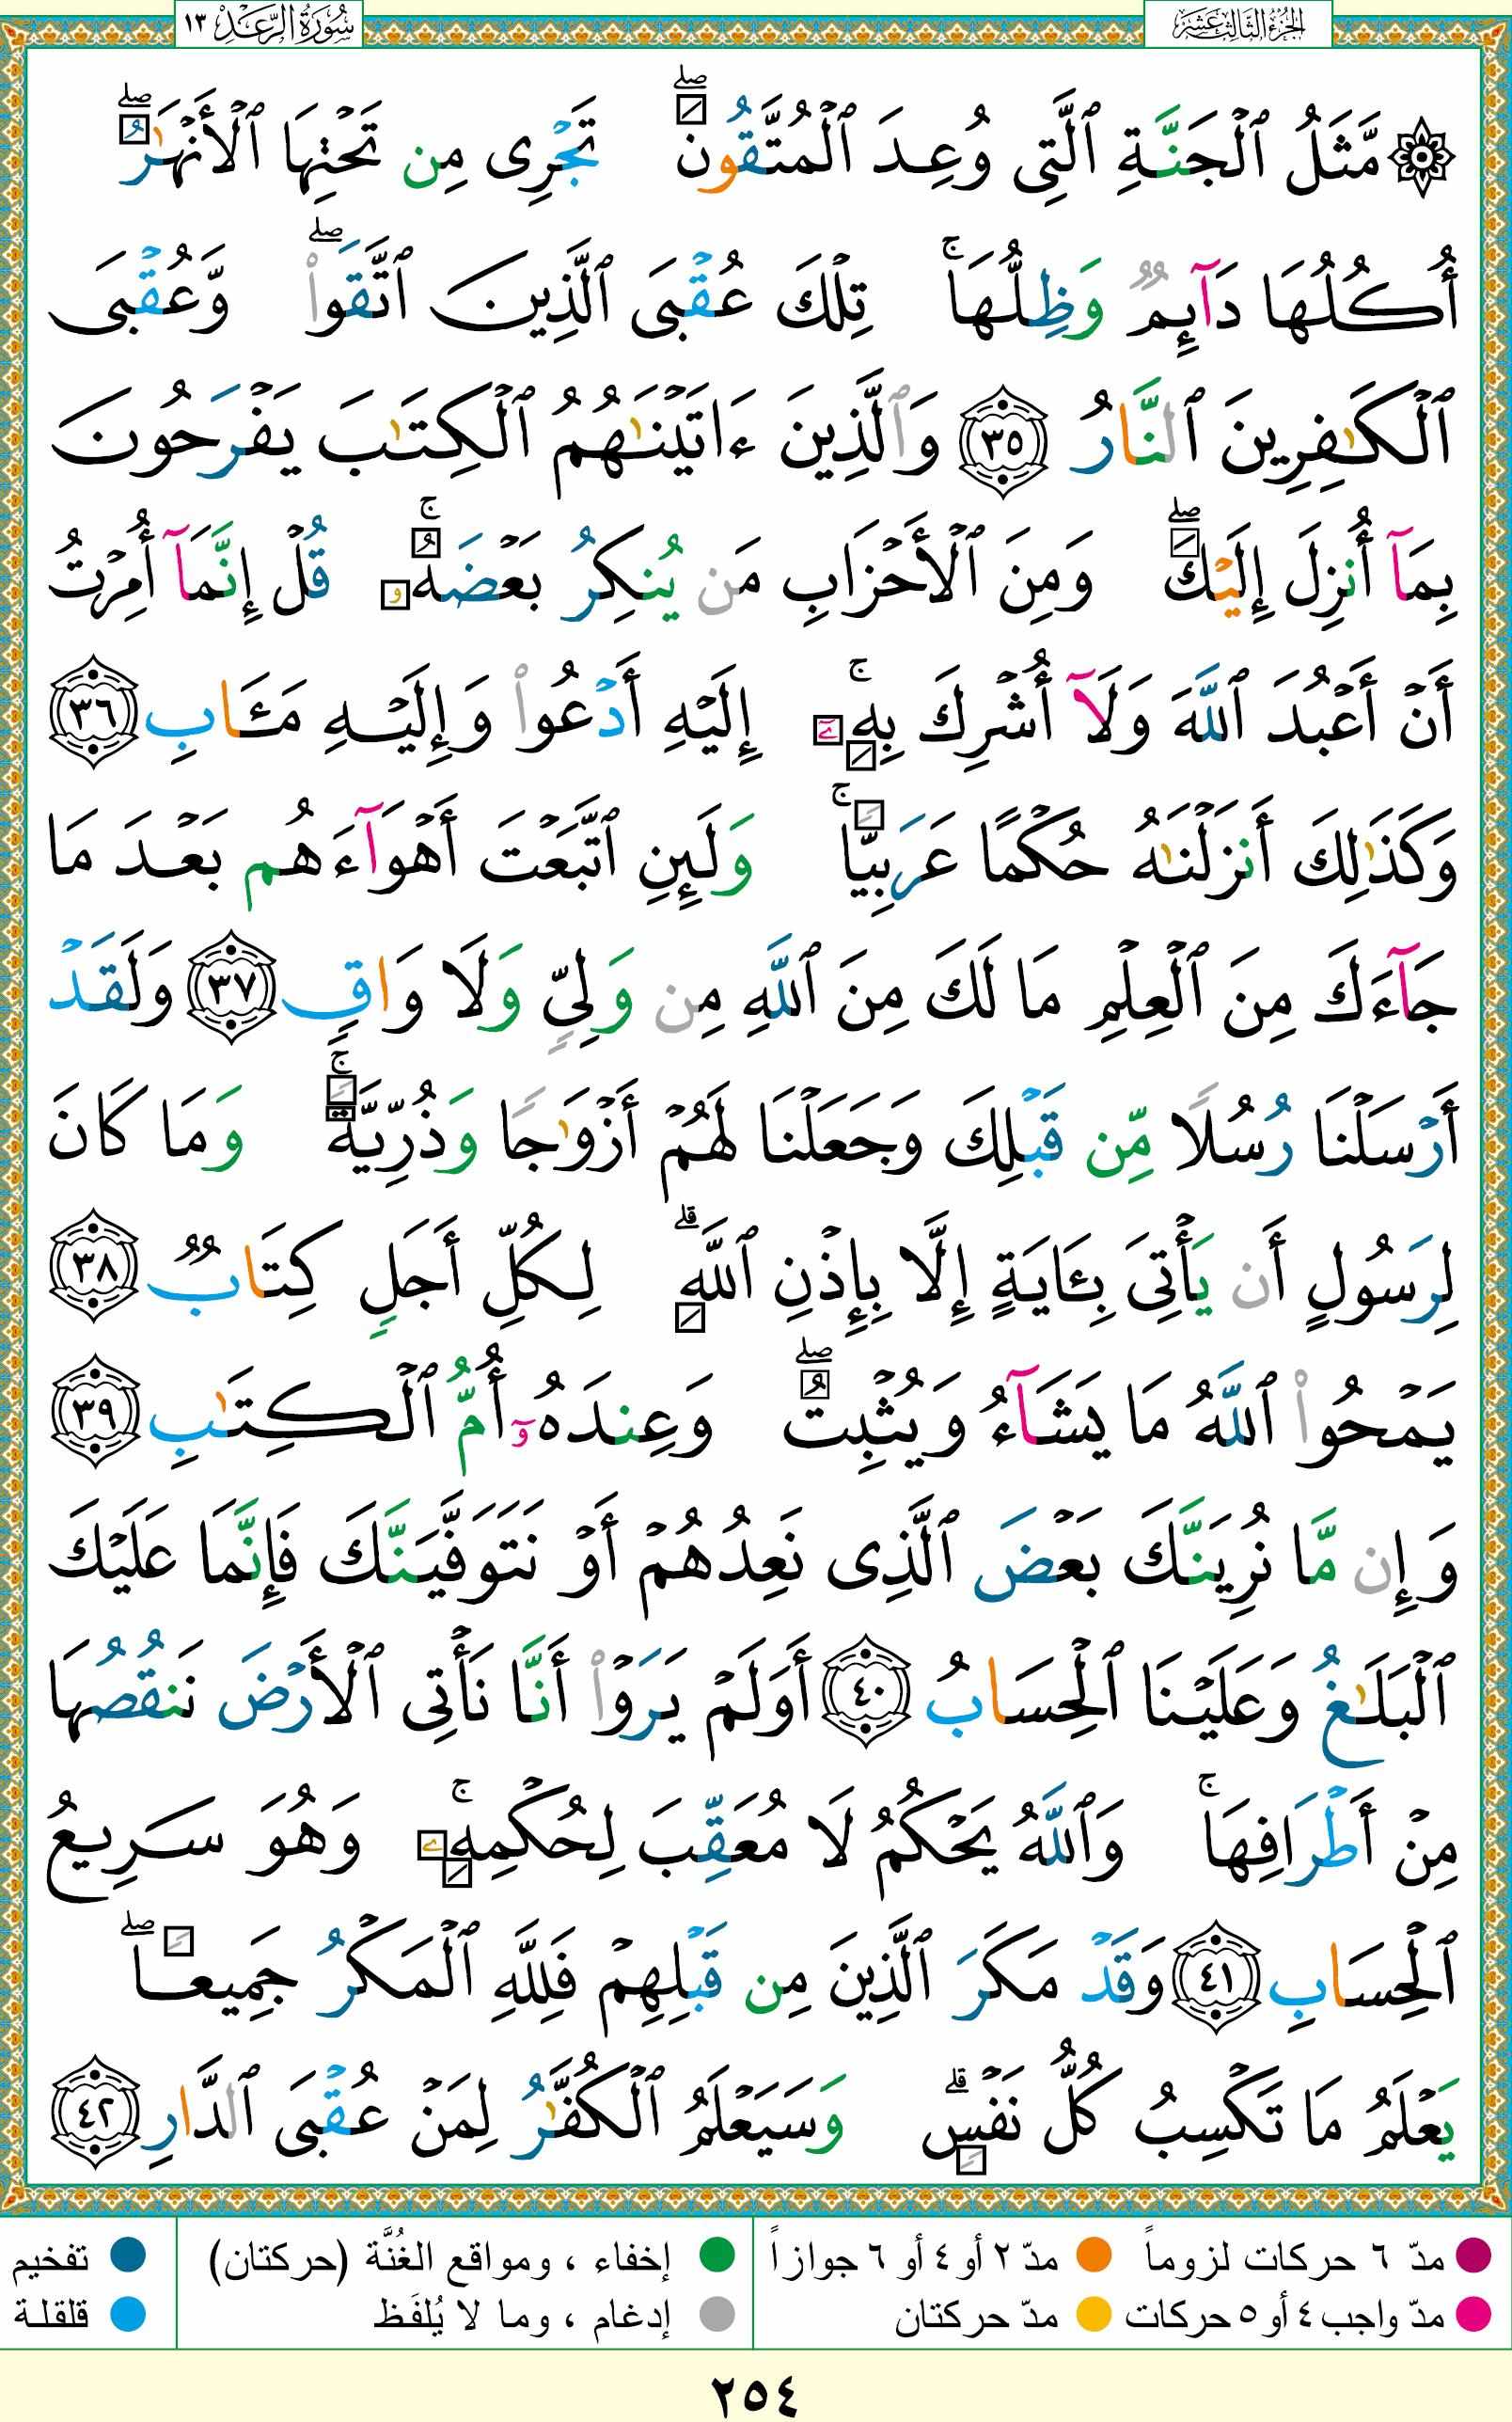 سُورَةُ الرَّعْدِ ١٣
الجُزْءُ الثَّالِثَ عَشَرَ
۞ مَّثَلُ ٱلْجَنَّةِ ٱلَّتِى وُعِدَ ٱلْمُتَّقُونَ ۖ تَجْرِى مِن تَحْتِهَا ٱلْأَنْهَٰرُ ۖ
أُكُلُهَا دَآئِمٌ وَظِلُّهَا ۚ تِلْكَ عُقْبَى ٱلَّذِينَ ٱتَّقَوا۟ ۖ وَّعُقْبَى
ٱلْكَٰفِرِينَ ٱلنَّارُ ٣٥ وَٱلَّذِينَ ءَاتَيْنَٰهُمُ ٱلْكِتَٰبَ يَفْرَحُونَ
بِمَآ أُنزِلَ إِلَيْكَ ۖ وَمِنَ ٱلْأَحْزَابِ مَن يُنكِرُ بَعْضَهُۥ ۚ قُلْ إِنَّمَآ أُمِرْتُ
أَنْ أَعْبُدَ ٱللَّهَ وَلَآ أُشْرِكَ بِهِۦٓ ۚ إِلَيْهِ أَدْعُوا۟ وَإِلَيْهِ مَـَٔابِ ٣٦
وَكَذَٰلِكَ أَنزَلْنَٰهُ حُكْمًا عَرَبِيًّا ۚ وَلَئِنِ ٱتَّبَعْتَ أَهْوَآءَهُم بَعْدَ مَا
جَآءَكَ مِنَ ٱلْعِلْمِ مَا لَكَ مِنَ ٱللَّهِ مِن وَلِىٍّ وَلَا وَاقٍ ٣٧ وَلَقَدْ
أَرْسَلْنَا رُسُلًا مِّن قَبْلِكَ وَجَعَلْنَا لَهُمْ أَزْوَٰجًا وَذُرِّيَّةً ۚ وَمَا كَانَ
لِرَسُولٍ أَن يَأْتِىَ بِـَٔايَةٍ إِلَّا بِإِذْنِ ٱللَّهِ ۗ لِكُلِّ أَجَلٍ كِتَابٌ ٣٨
يَمْحُوا۟ ٱللَّهُ مَا يَشَآءُ وَيُثْبِتُ ۖ وَعِندَهُۥٓ أُمُّ ٱلْكِتَٰبِ ٣٩
وَإِن مَّا نُرِيَنَّكَ بَعْضَ ٱلَّذِى نَعِدُهُمْ أَوْ نَتَوَفَّيَنَّكَ فَإِنَّمَا عَلَيْكَ
ٱلْبَلَٰغُ وَعَلَيْنَا ٱلْحِسَابُ ٤٠ أَوَلَمْ يَرَوْا۟ أَنَّا نَأْتِى ٱلْأَرْضَ نَنقُصُهَا
مِنْ أَطْرَافِهَا ۚ وَٱللَّهُ يَحْكُمُ لَا مُعَقِّبَ لِحُكْمِهِۦ ۚ وَهُوَ سَرِيعُ
ٱلْحِسَابِ ٤١ وَقَدْ مَكَرَ ٱلَّذِينَ مِن قَبْلِهِمْ فَلِلَّهِ ٱلْمَكْرُ جَمِيعًا ۖ
يَعْلَمُ مَا تَكْسِبُ كُلُّ نَفْسٍ ۗ وَسَيَعْلَمُ ٱلْكُفَّٰرُ لِمَنْ عُقْبَى ٱلدَّارِ ٤٢
مدّ ٦ حركات لزوماً مدّ ٢ أو ٤ أو ٦ جوازاً إخفاء ، ومواقع الغُنَّة (حركتان) تفخيم
مدّ واجب ٤ أو ٥ حركات مدّ حركتان إدغام ، وما لا يُلفَظ قلقلة
٢٥٤